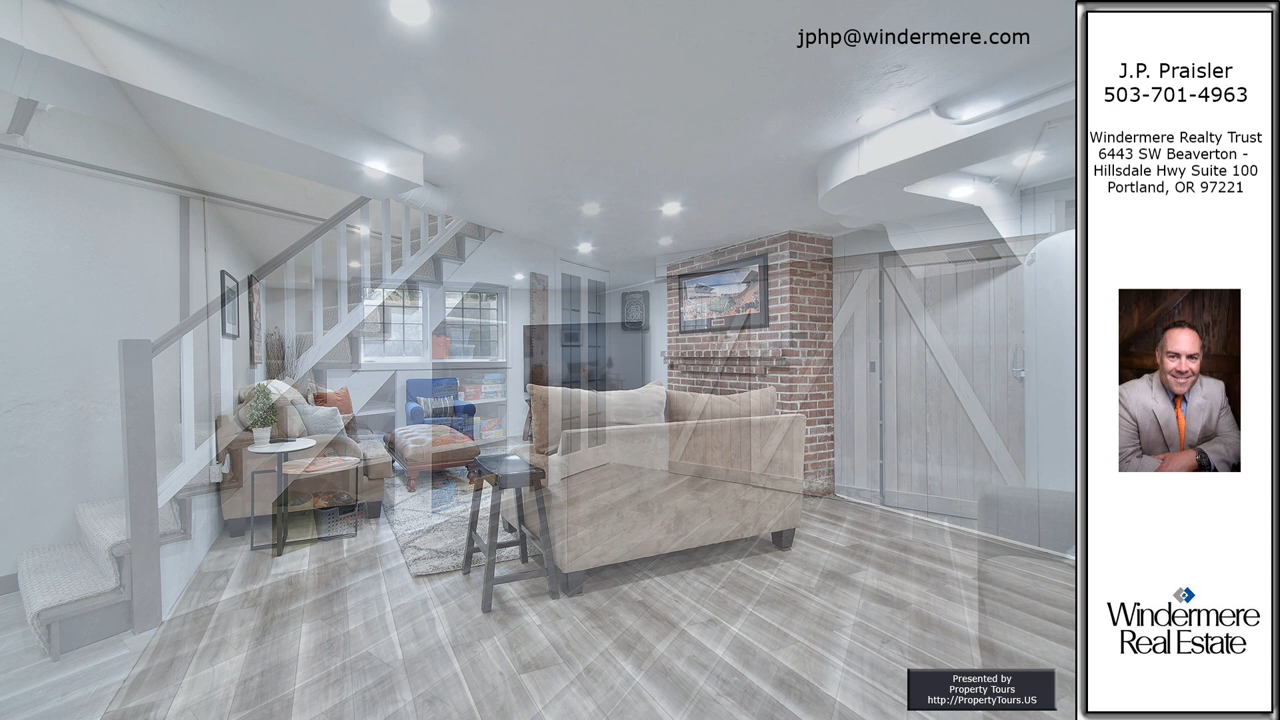 jphp@windermere.com
J.P. Praisler
503-701-4963
Windermere Realty Trust
6443 SW Beaverton -
Hillsdale Hwy Suite 100
Portland, OR 97221
Windermere
Real Estate
Presented by
Property Tours
http://PropertyTours.US